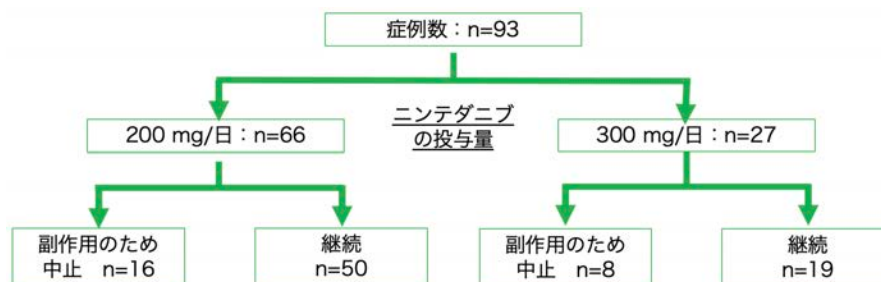 症例数：n=93
ニンテダニブ
の投与量
200 mg/日：n=66
300 mg/日：n=27
副作用のため
中止 n=16
継続
n=50
副作用のため
中止 n=8
継続
n=19